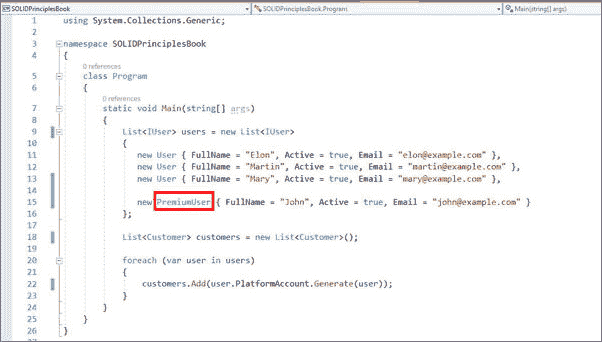 SOLIDPrinciplesBook
SOLIDPrinciplesBook.Program
Main(string[] args)
1 using System.Collections.Generic;
2
3 namespace SOLIDPrinciplesBook
4 {
0 references
5 class Program
6 {
0 references
7 static void Main(string[] args)
8 {
9 List<IUser> users = new List<IUser>
10 {
11 new User { FullName = "Elon", Active = true, Email = "elon@example.com" },
12 new User { FullName = "Martin", Active = true, Email = "martin@example.com" },
13 new User { FullName = "Mary", Active = true, Email = "mary@example.com" },
14
15 new PremiumUser { FullName = "John", Active = true, Email = "john@example.com" }
16 };
17
18 List<Customer> customers = new List<Customer>();
19
20 foreach (var user in users)
21 {
22 customers.Add(user.PlatformAccount.Generate(user));
23 }
24 }
25 }
26 }